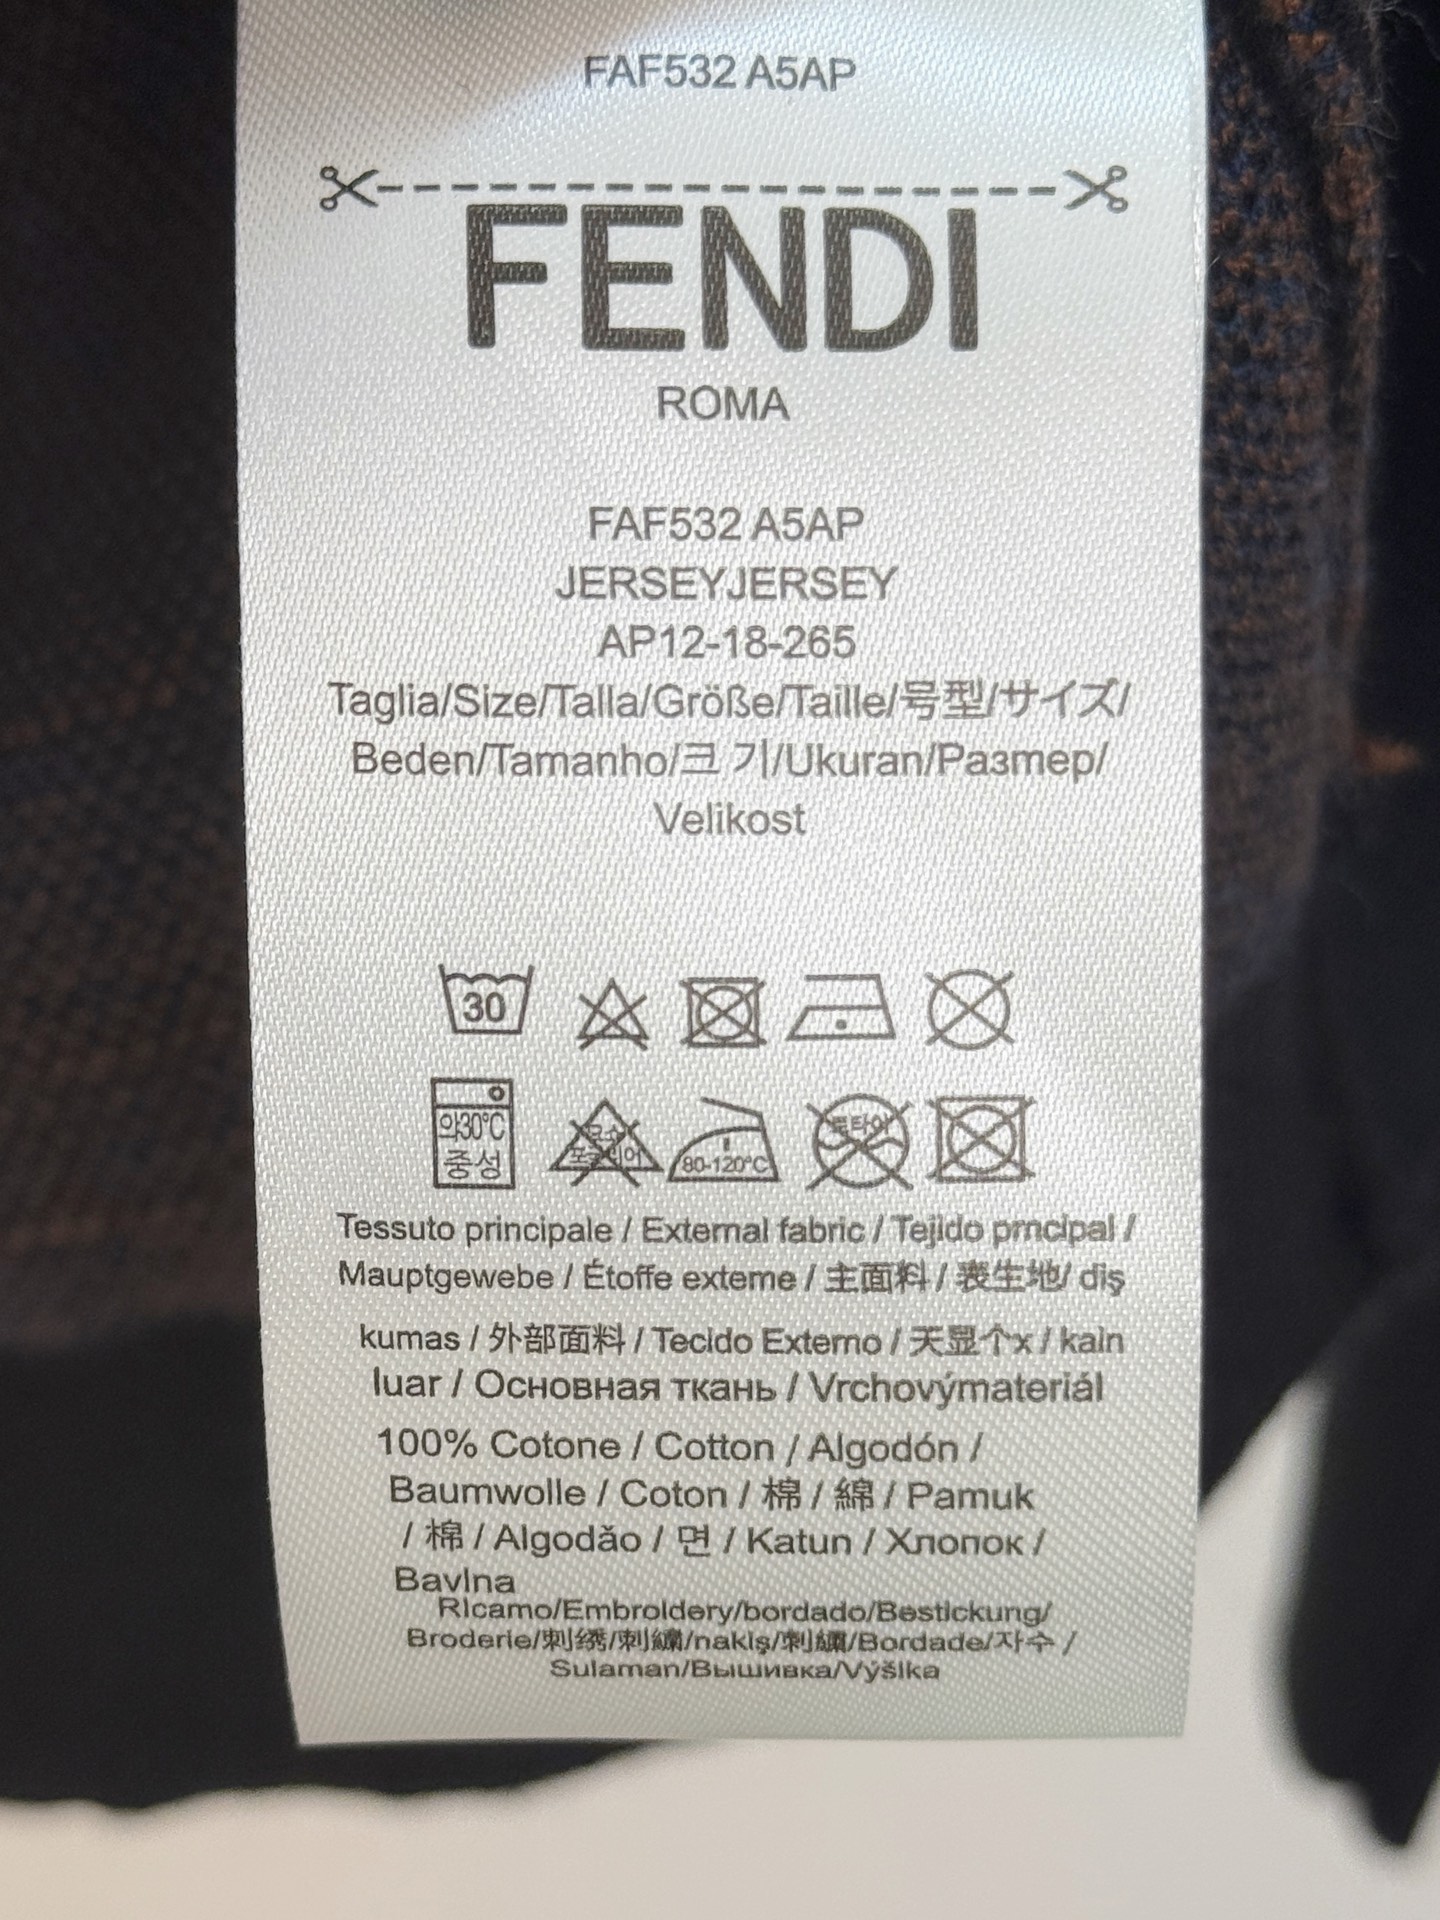 FAF532 A5AP
FENDI
ROMA
FAF532 A5AP
JERSEYJERSEY
AP12-18-265
Taglia/Size/Talla/Größe/Taille/号型/サイズ/
Beden/Tamanho/크 기/Ukuran/Размер/
Velikost
30
약30℃
중성
80-120℃
Tessuto principale / External fabric / Tejido prncipal /
Mauptgewebe / Étoffe exteme / 主面料 / 表生地/ diş
kumas / 外部面料 / Tecido Externo / 天显个x / kain
luar / Основная ткань / Vrchovýmateriál
100% Cotone / Cotton / Algodón /
Baumwolle / Coton / 棉 / 綿 / Pamuk
/ 棉 / Algodăo / 면 / Katun / Хлопок /
Bavlna
Ricamo/Embroldery/bordado/Bestickung/
Broderie/刺绣/刺繡/nakiş/刺繡/Bordade/자수 /
Sulaman/Вышивка/Výšlka